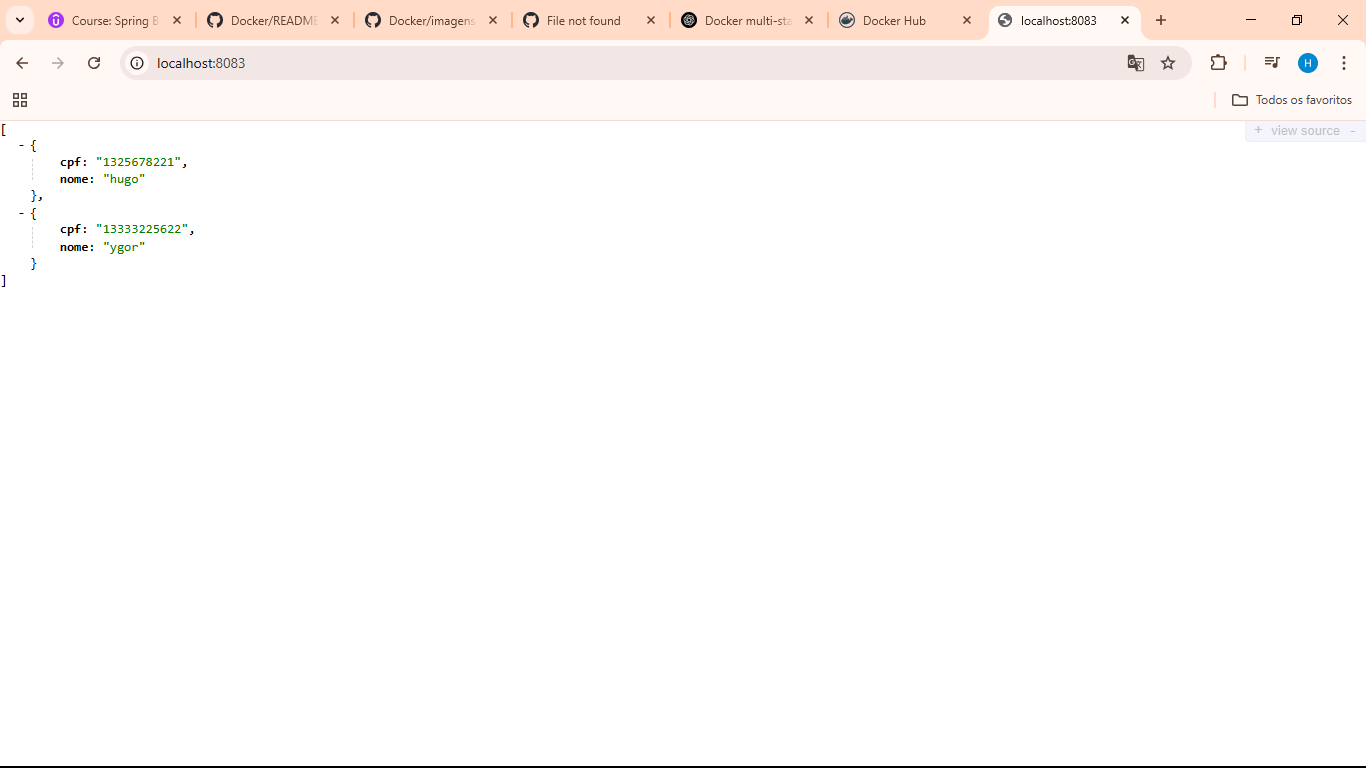 Course: Spring B
Docker/README
Docker/imagens
File not found
Docker multi-sta
Docker Hub
localhost:8083
localhost:8083
H
Todos os favoritos
+ view source -
[
- {
cpf: "1325678221",
nome: "hugo"
},
- {
cpf: "13333225622",
nome: "ygor"
}
]